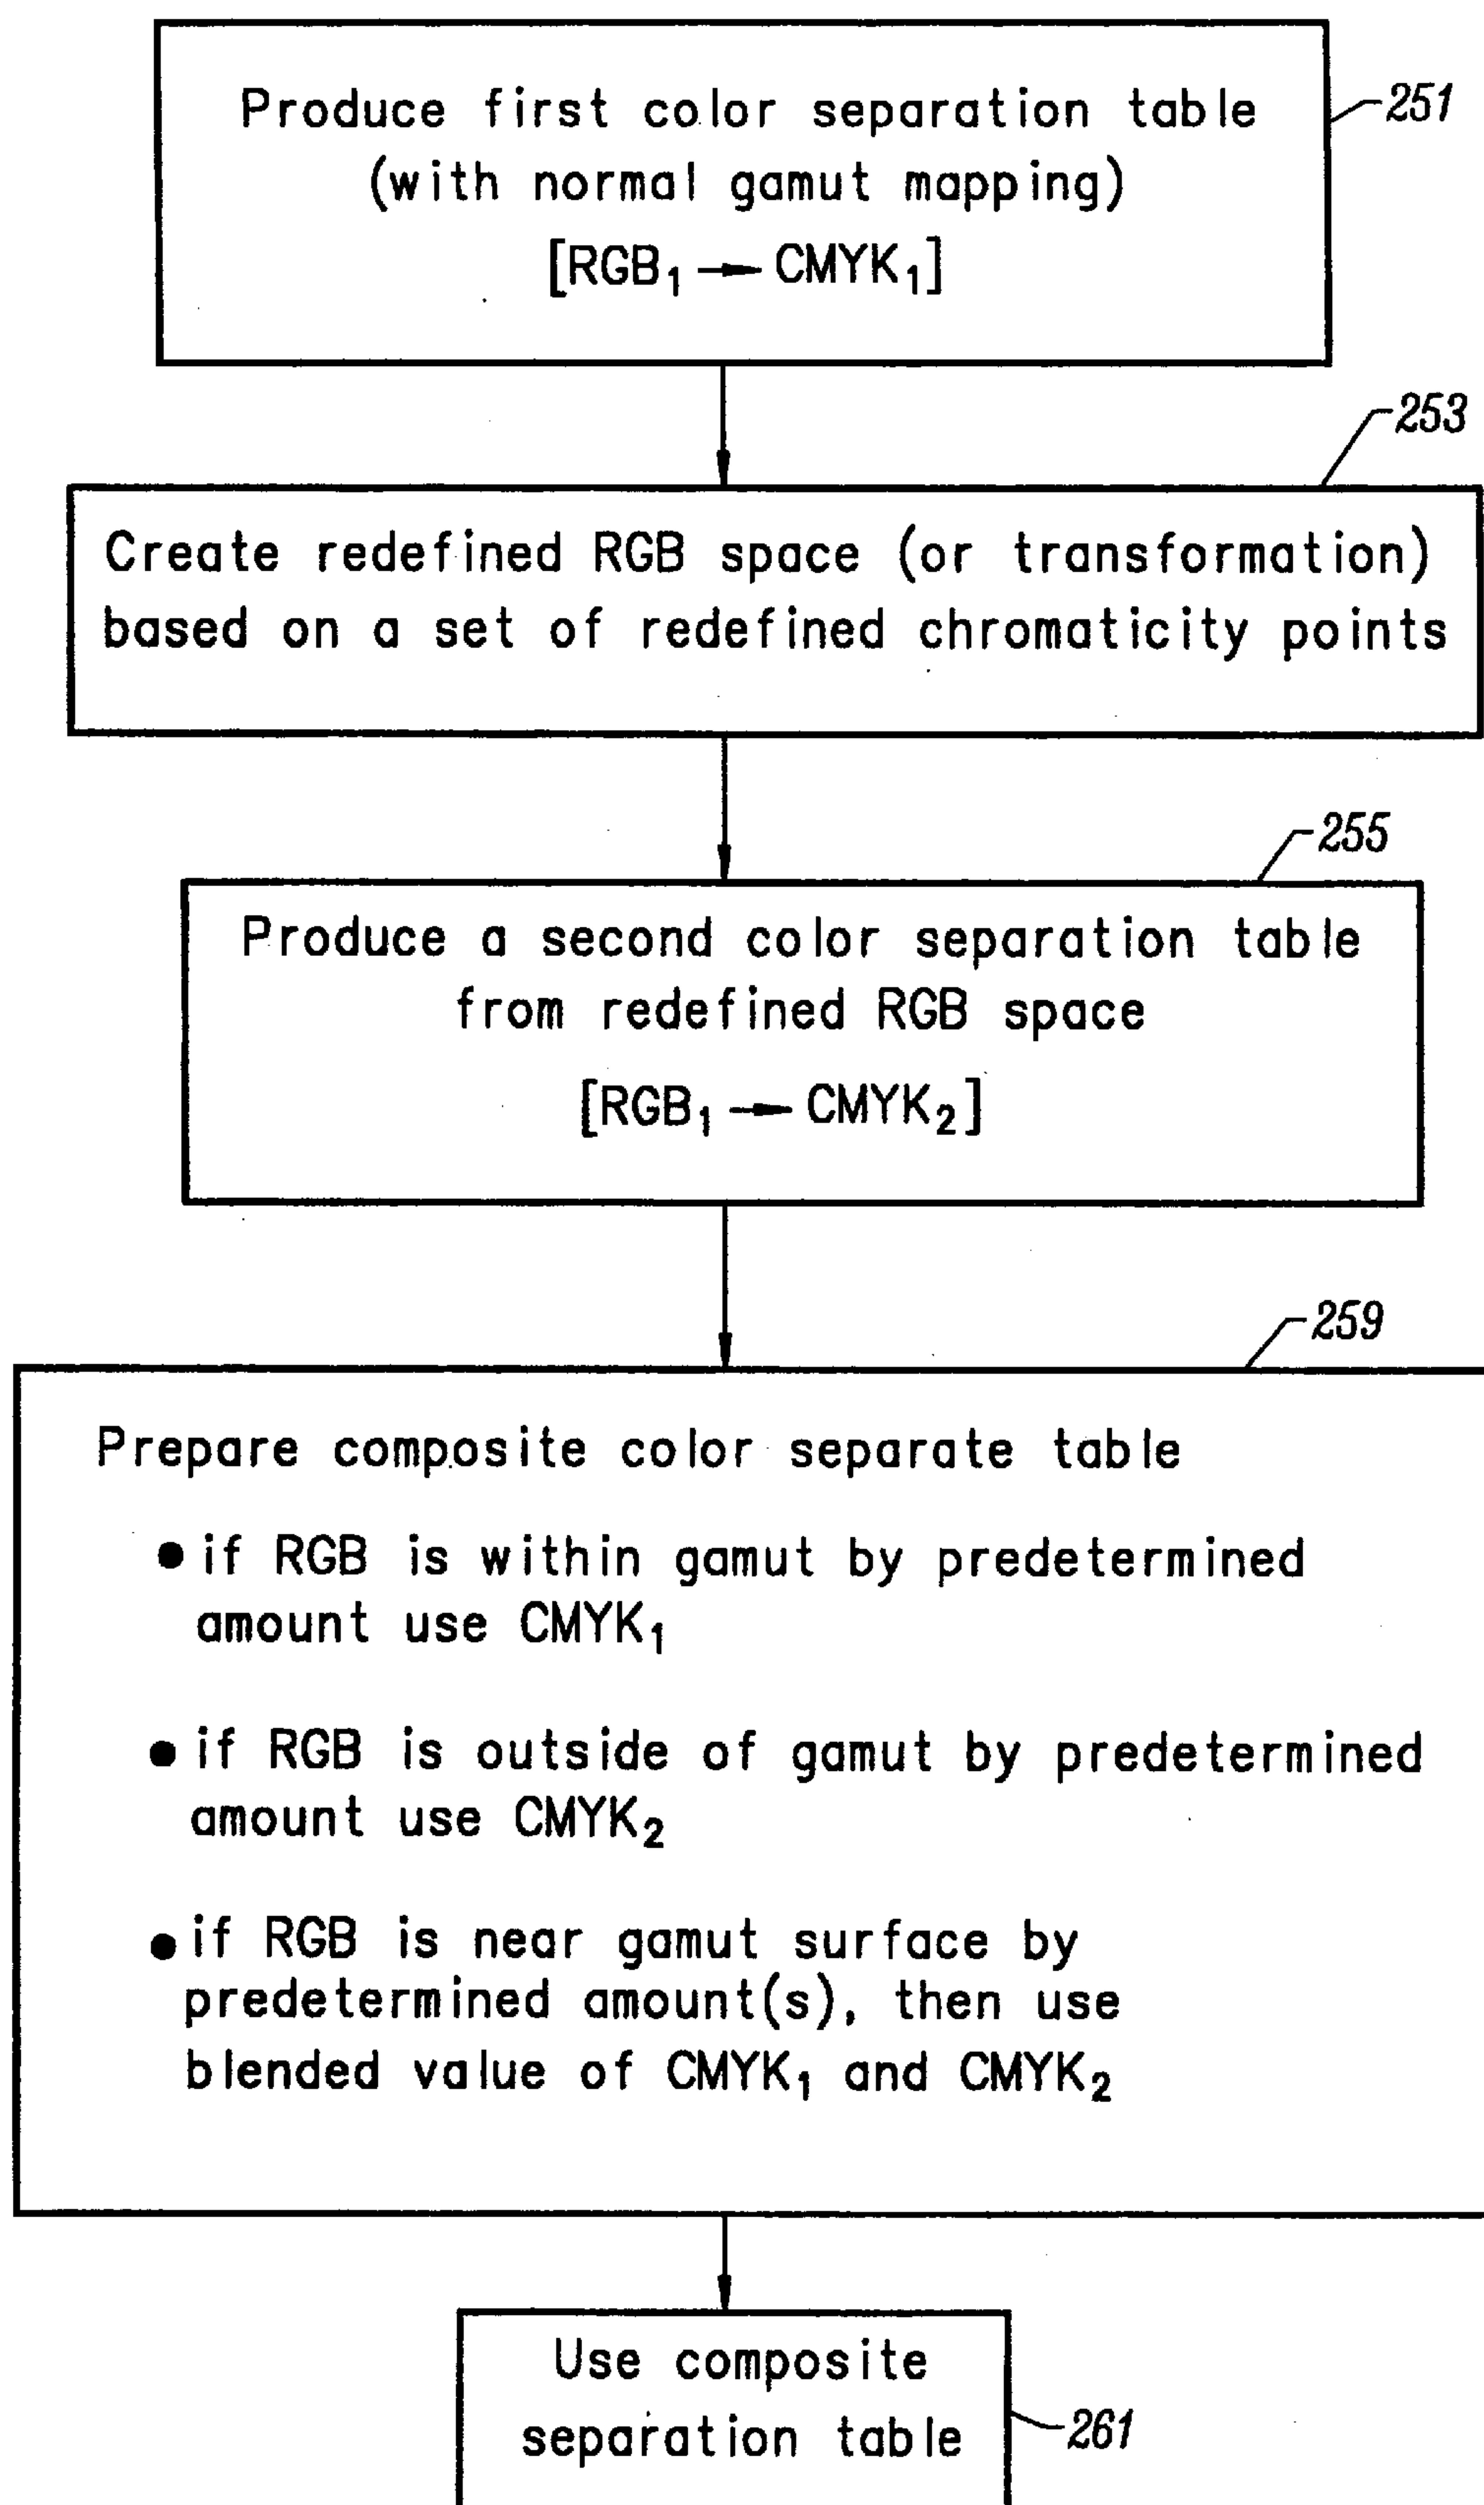 Produce first color separation table
(with normal gamut mapping)
[RGB₁ → CMYK₁]
251
253
Create redefined RGB space (or transformation)
based on a set of redefined chromaticity points
255
Produce a second color separation table
from redefined RGB space
[RGB₁ → CMYK₂]
259
Prepare composite color separate table
● if RGB is within gamut by predetermined
amount use CMYK₁
● if RGB is outside of gamut by predetermined
amount use CMYK₂
● if RGB is near gamut surface by
predetermined amount(s), then use
blended value of CMYK₁ and CMYK₂
Use composite
separation table
261